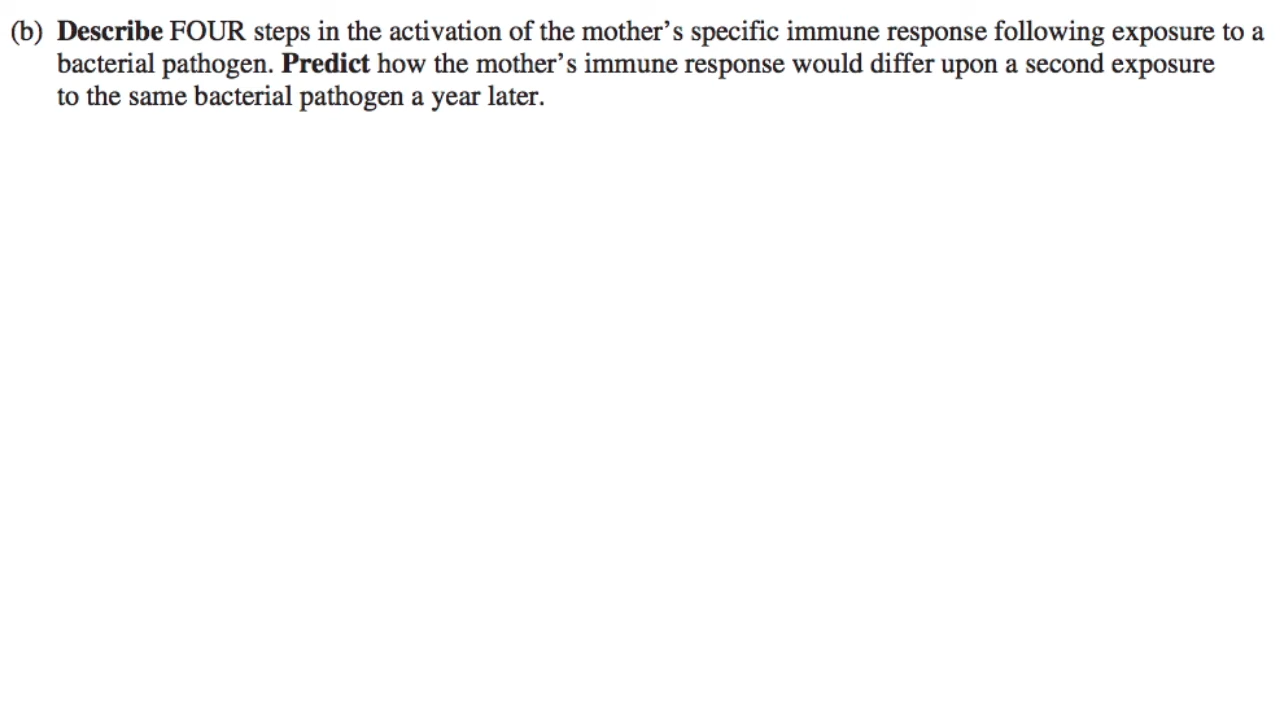 (b) Describe FOUR steps in the activation of the mother's specific immune response following exposure to a
bacterial pathogen. Predict how the mother's immune response would differ upon a second exposure
to the same bacterial pathogen a year later.